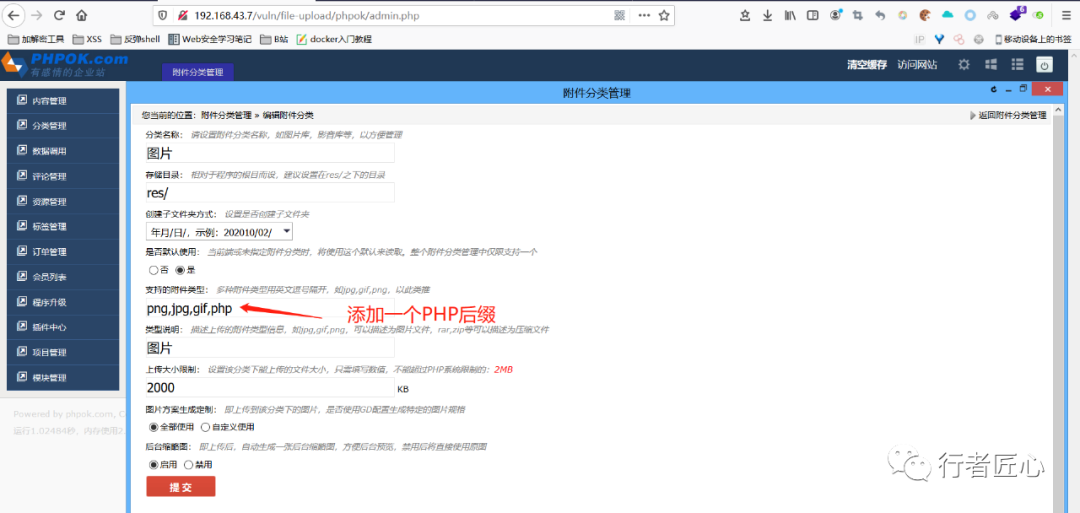 192.168.43.7/vuln/file-upload/phpok/admin.php
加解密工具 XSS 反弹shell Web安全学习笔记 B站 docker入门教程 移动设备上的书签
PHPOK.com
有感情的企业站
附件分类管理
清空缓存 访问网站
附件分类管理
内容管理
分类管理
数据调用
评论管理
资源管理
标签管理
订单管理
会员列表
程序升级
插件中心
项目管理
模块管理
您当前的位置：附件分类管理 » 编辑附件分类
返回附件分类管理
分类名称： 请设置附件分类名称，如图片库，影音库等，以方便管理
图片
存储目录： 相对于程序的根目而设，建议设置在res/之下的目录
res/
创建子文件夹方式： 设置是否创建子文件夹
年月/日/，示例：202010/02/
是否默认使用： 当前端或未指定附件分类时，将使用这个默认来读取。整个附件分类管理中仅限支持一个
否 是
支持的附件类型： 多种附件类型用英文逗号隔开，如jpg,gif,png，以此类推
png,jpg,gif,php
添加一个PHP后缀
类型说明： 描述上传的附件类型信息，如jpg,gif,png，可以描述为图片文件，rar,zip等可以描述为压缩文件
图片
上传大小限制： 设置该分类下能上传的文件大小，只需填写数值，不能超过PHP系统限制的：2MB
2000 KB
图片方案生成定制： 即上传到该分类下的图片，是否使用GD配置生成特定的图片规格
全部使用 自定义使用
后台缩略图： 即上传后，自动生成一张后台缩略图，方便后台预览，禁用后将直接使用原图
启用 禁用
提 交
Powered by phpok.com, C
运行1.02484秒，内存使用2.
行者匠心